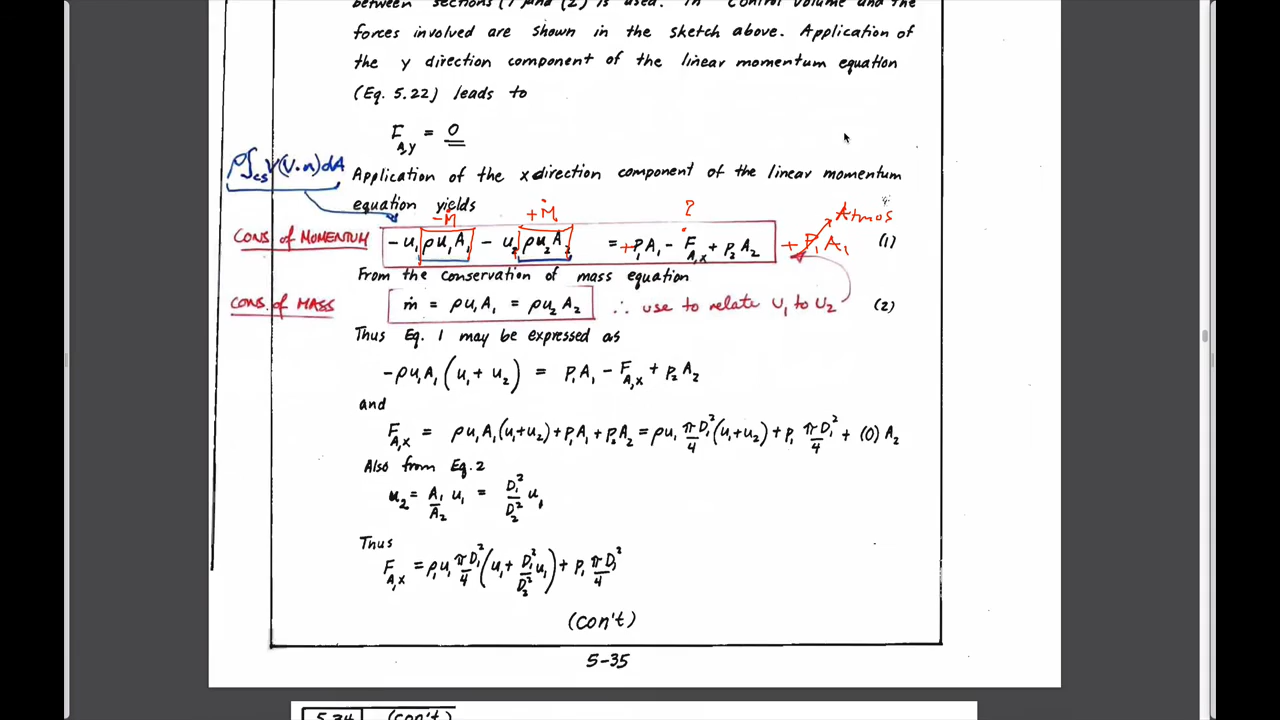 between sections (1) and (2) is used. The control volume and the
forces involved are shown in the sketch above. Application of
the y direction component of the linear momentum equation
(Eq. 5.22) leads to
F_A,y = 0
ρ∫_cs V(V·n)dA
Application of the x direction component of the linear momentum
equation yields
-ṁ +ṁ ? Atmos
CONS of MOMENTUM -u₁ρu₁A₁ - u₂ρu₂A₂ = +p₁A₁ - F_A,x + p₂A₂ + P₁A₁ (1)
From the conservation of mass equation
CONS of MASS ṁ = ρu₁A₁ = ρu₂A₂ ∴ use to relate U₁ to U₂ (2)
Thus Eq. 1 may be expressed as
-ρu₁A₁(u₁ + u₂) = p₁A₁ - F_A,x + p₂A₂
and
F_A,x = ρu₁A₁(u₁+u₂) + p₁A₁ + p₂A₂ = ρu₁ πD₁²/4 (u₁+u₂) + p₁ πD₁²/4 + (0)A₂
Also from Eq. 2
u₂ = A₁/A₂ u₁ = D₁²/D₂² u₁
Thus
F_A,x = ρ₁u₁ πD₁²/4 (u₁ + D₁²/D₂² u₁) + p₁ πD₁²/4
(con't)
5-35
5.34 (con't)